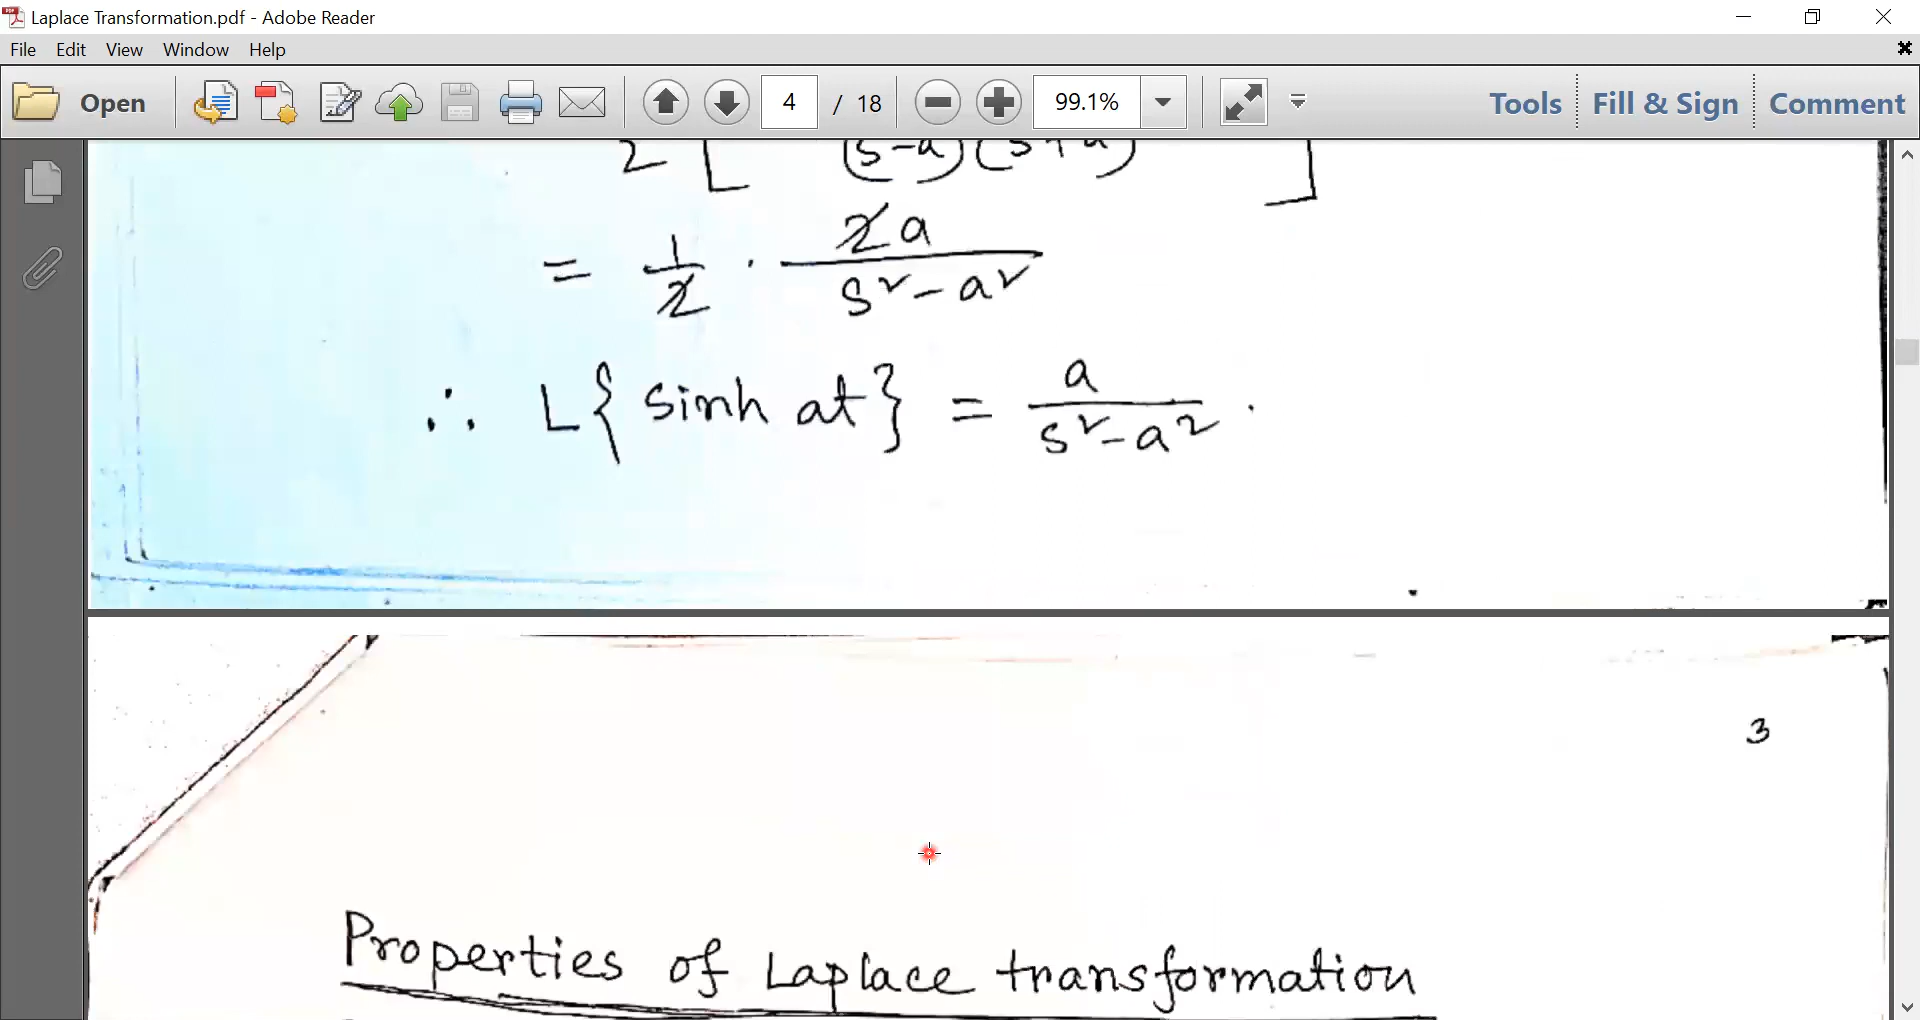 Laplace Transformation.pdf - Adobe Reader
File Edit View Window Help
Open 4 / 18 99.1% Tools Fill & Sign Comment
2 [ (s-a)(s+a) ]
= 1/2 · 2a/(s²-a²)
∴ L{ sinh at} = a/(s²-a²) .
3
Properties of Laplace transformation